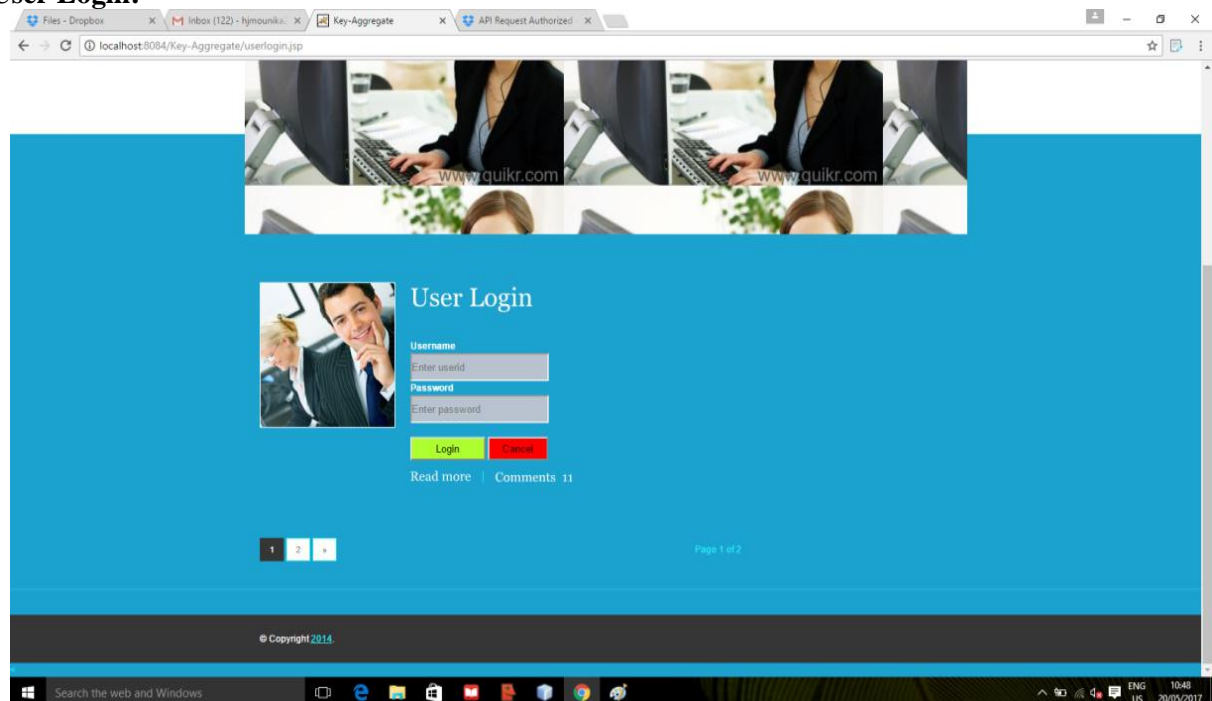 User Login:
Files - Dropbox
Inbox (122) - hjmounika.
Key-Aggregate
API Request Authorized -
localhost:8084/Key-Aggregate/userlogin.jsp
www.quikr.com www.quikr.com
User Login
Username
Enter userid
Password
Enter password
Login Cancel
Read more | Comments 11
1 2 »
Page 1 of 2
© Copyright 2014.
Search the web and Windows
ENG 10:48
US 20/05/2017